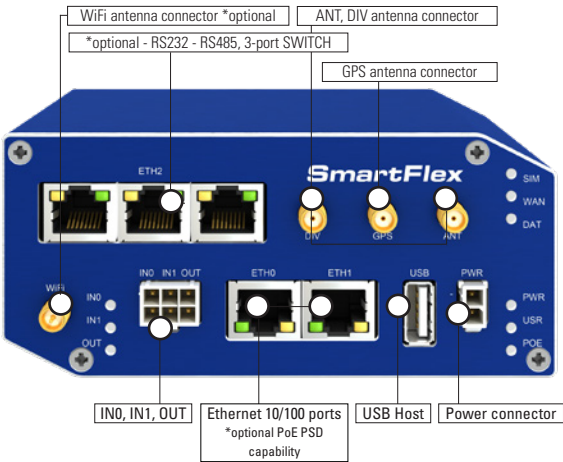 WiFi antenna connector *optional
ANT, DIV antenna connector
*optional - RS232 - RS485, 3-port SWITCH
GPS antenna connector
ETH2
SmartFlex
SIM
WAN
DAT
DIV
GPS
ANT
WiFi
IN0
IN1
OUT
IN0 IN1 OUT
ETH0
ETH1
USB
PWR
-
PWR
USR
POE
IN0, IN1, OUT
Ethernet 10/100 ports
*optional PoE PSD
capability
USB Host
Power connector